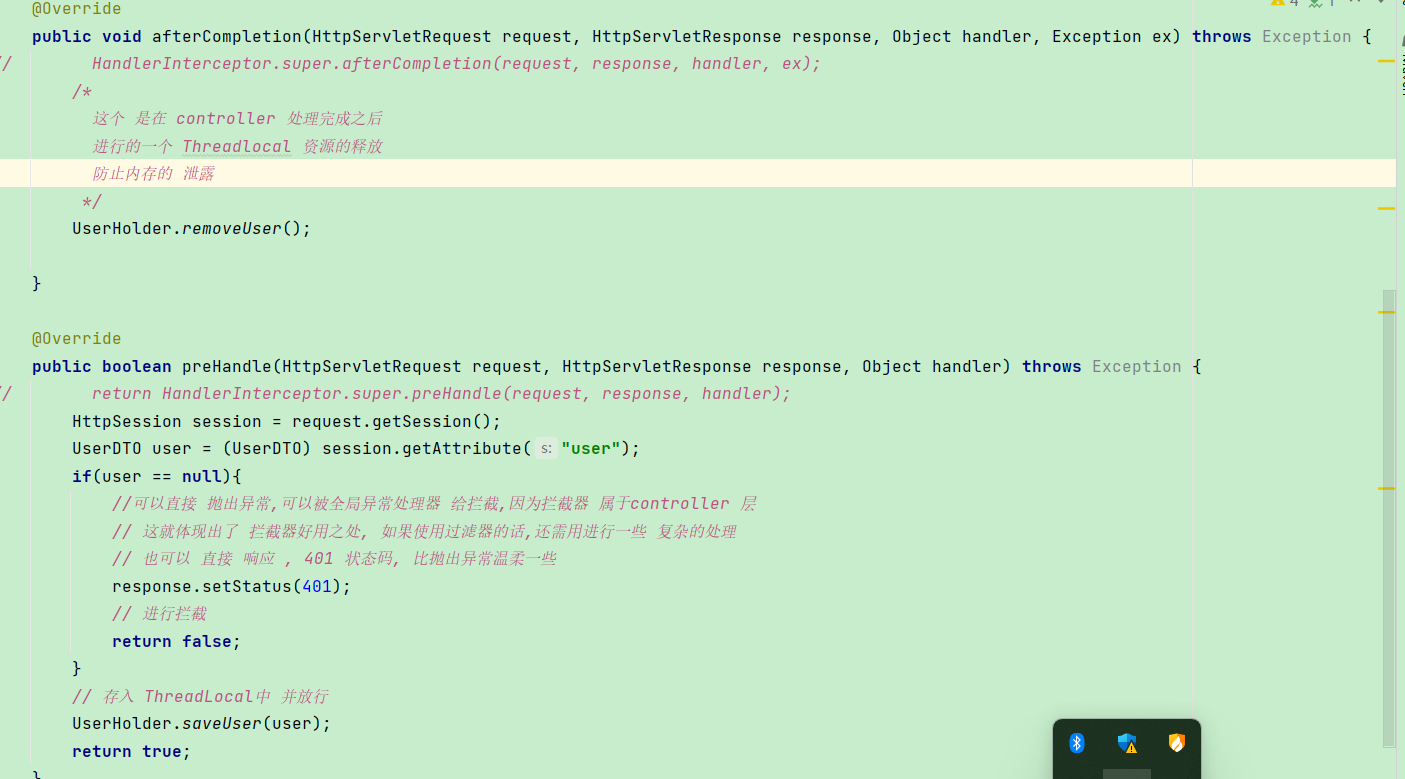 @Override
4 1
public void afterCompletion(HttpServletRequest request, HttpServletResponse response, Object handler, Exception ex) throws Exception {
// HandlerInterceptor.super.afterCompletion(request, response, handler, ex);
/*
这个 是在 controller 处理完成之后
进行的一个 Threadlocal 资源的释放
防止内存的 泄露
*/
UserHolder.removeUser();
}
@Override
public boolean preHandle(HttpServletRequest request, HttpServletResponse response, Object handler) throws Exception {
// return HandlerInterceptor.super.preHandle(request, response, handler);
HttpSession session = request.getSession();
UserDTO user = (UserDTO) session.getAttribute( s: "user");
if(user == null){
//可以直接 抛出异常,可以被全局异常处理器 给拦截,因为拦截器 属于controller 层
// 这就体现出了 拦截器好用之处, 如果使用过滤器的话,还需用进行一些 复杂的处理
// 也可以 直接 响应 , 401 状态码, 比抛出异常温柔一些
response.setStatus(401);
// 进行拦截
return false;
}
// 存入 ThreadLocal中 并放行
UserHolder.saveUser(user);
return true;
}